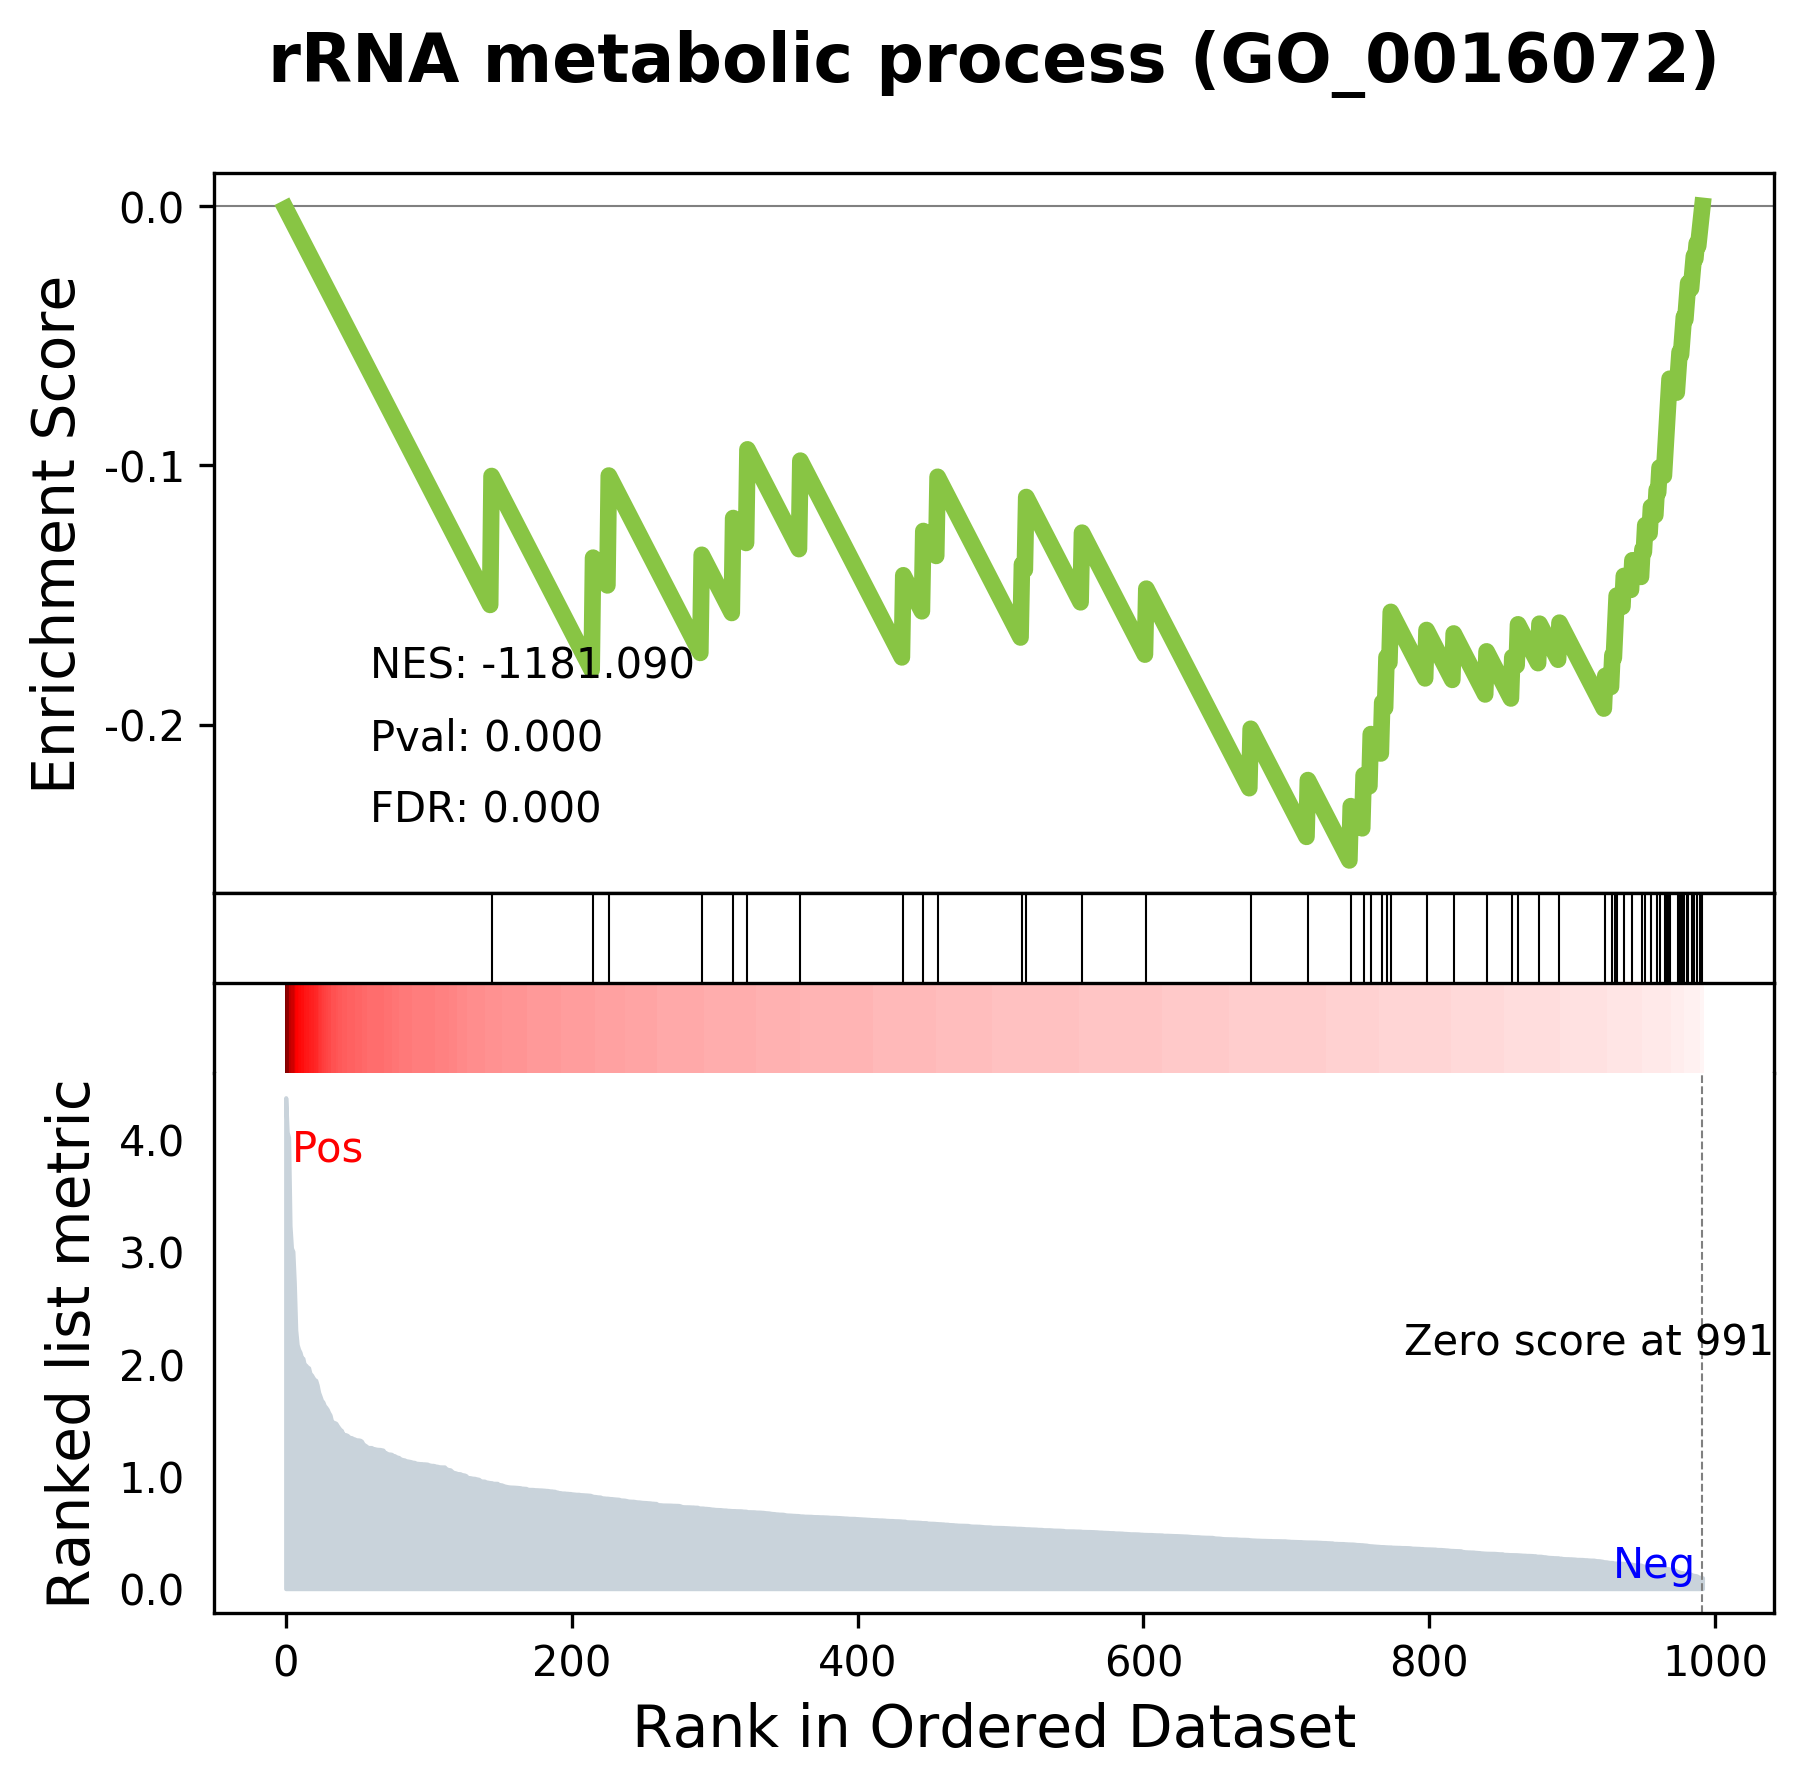 rRNA metabolic process (GO_0016072)
Enrichment Score
0.0
-0.1
-0.2
NES: -1181.090
Pval: 0.000
FDR: 0.000
Ranked list metric
4.0
3.0
2.0
1.0
0.0
Pos
Zero score at 991
Neg
0 200 400 600 800 1000
Rank in Ordered Dataset